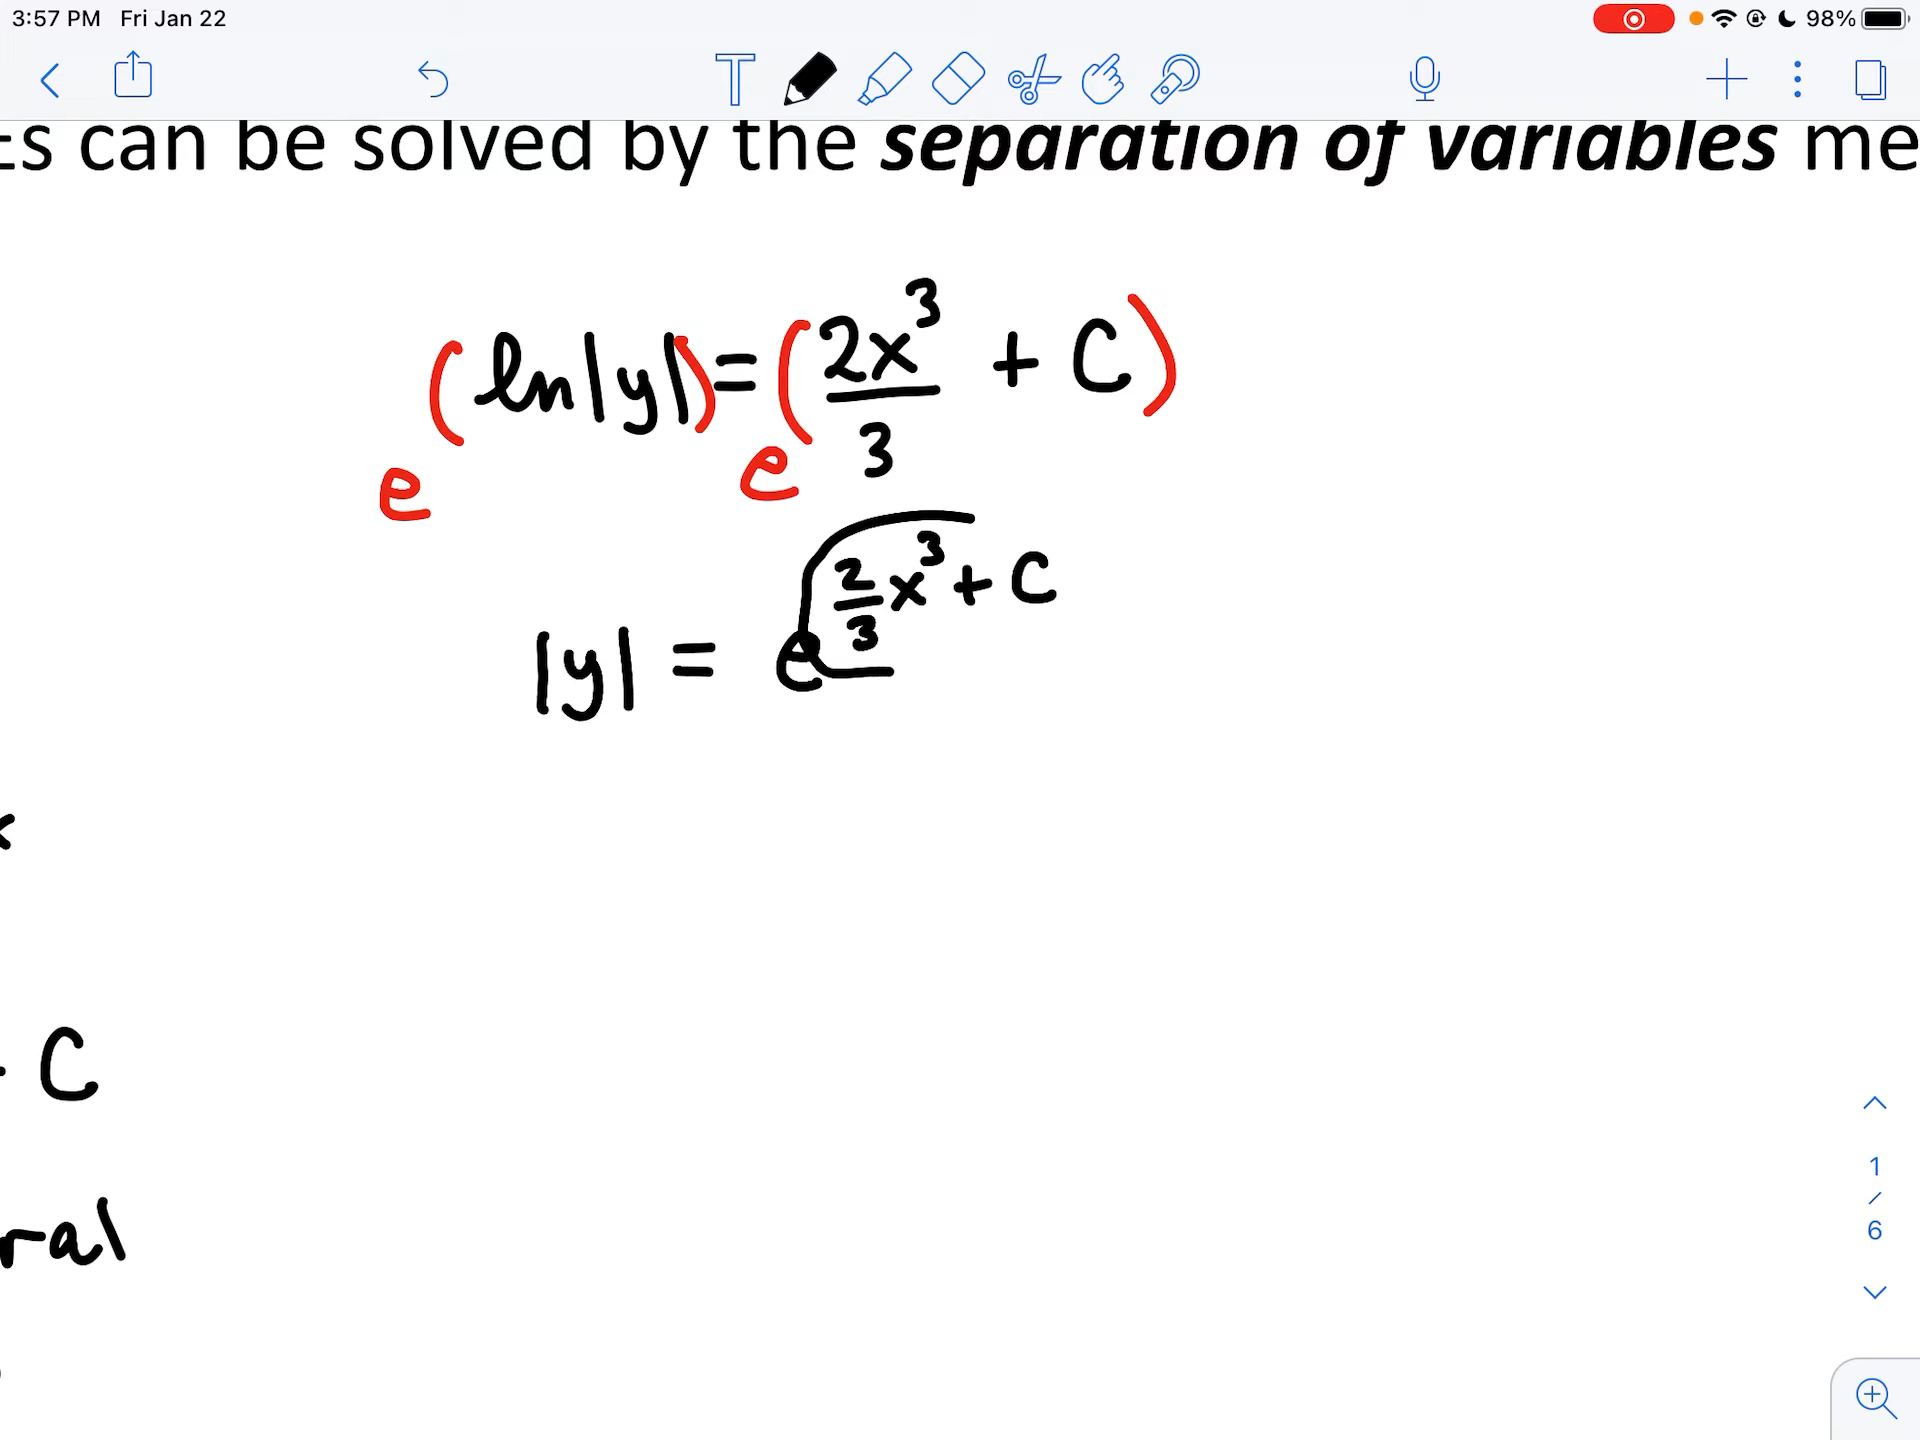 3:57 PM Fri Jan 22 98%
T
Es can be solved by the separation of variables me
e^(ln|y|) = e^(2x³/3 + C)
|y| = e^(2/3 x³ + C
x
C
ral
1
/
6